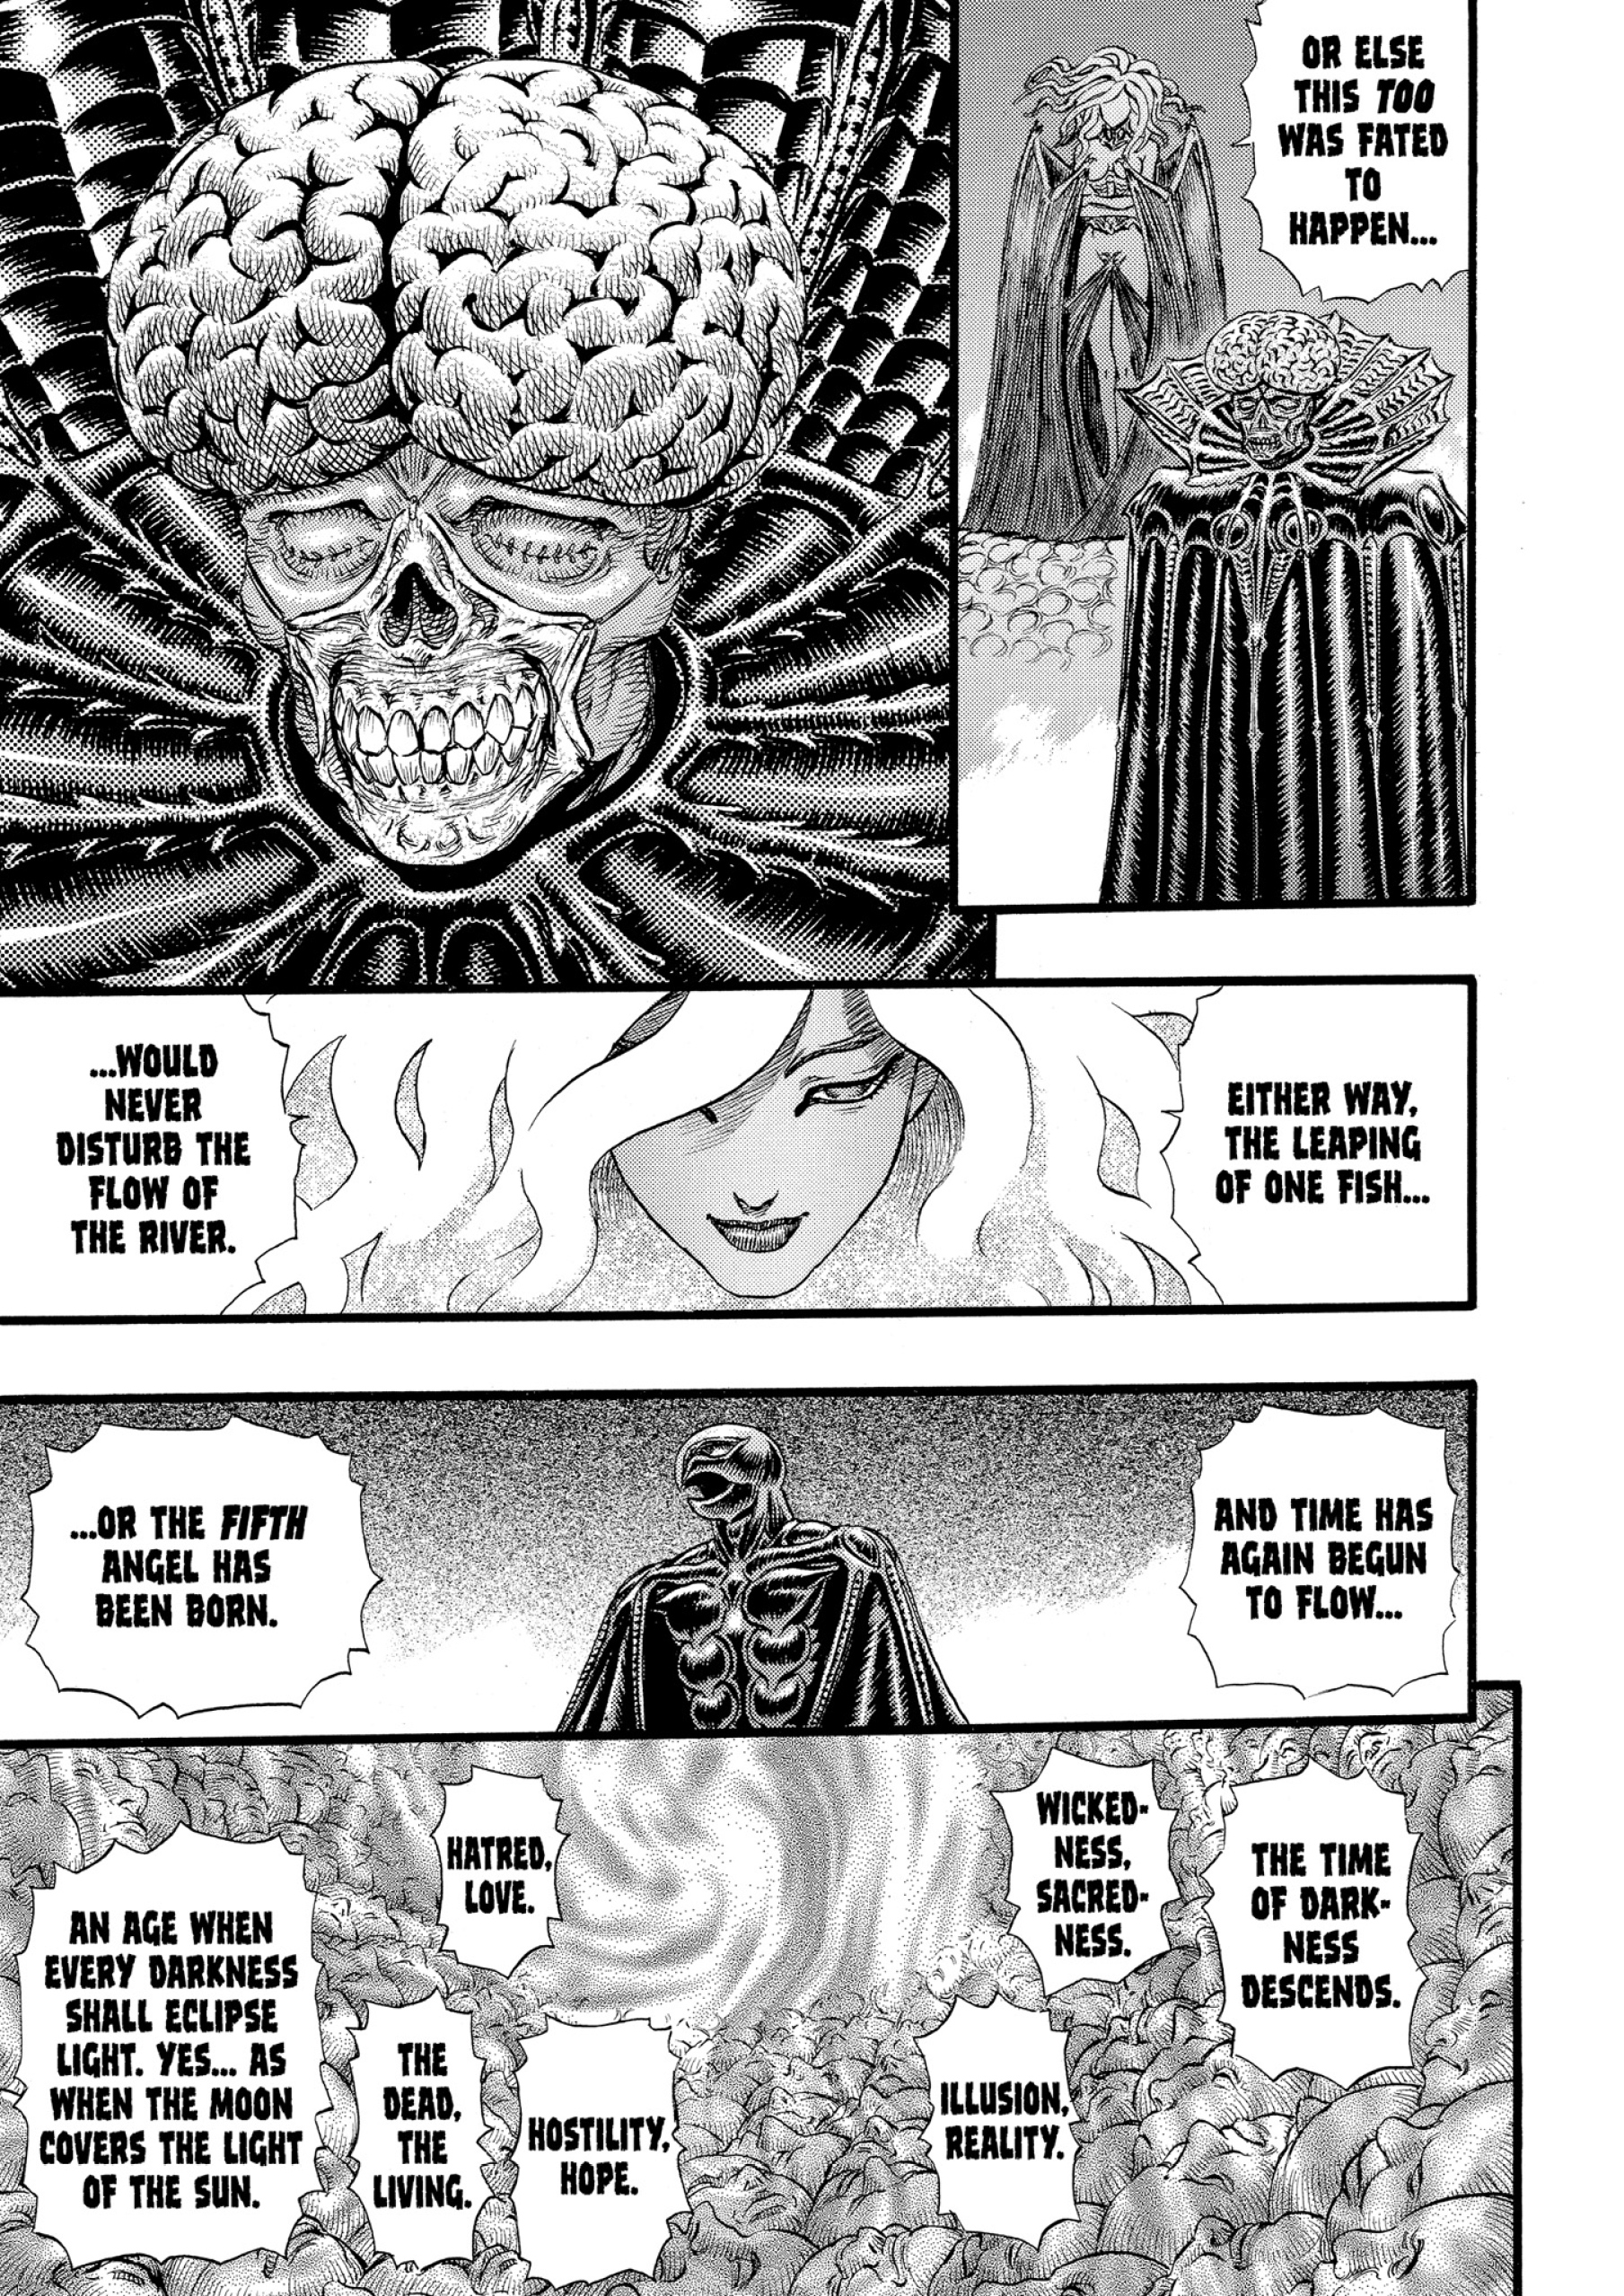 OR ELSE
THIS TOO
WAS FATED
TO
HAPPEN...
EITHER WAY,
THE LEAPING
OF ONE FISH...
...WOULD
NEVER
DISTURB THE
FLOW OF
THE RIVER.
AND TIME HAS
AGAIN BEGUN
TO FLOW...
...OR THE FIFTH
ANGEL HAS
BEEN BORN.
THE TIME
OF DARK-
NESS
DESCENDS.
WICKED-
NESS,
SACRED-
NESS.
ILLUSION,
REALITY.
HATRED,
LOVE.
HOSTILITY,
HOPE.
THE
DEAD,
THE
LIVING.
AN AGE WHEN
EVERY DARKNESS
SHALL ECLIPSE
LIGHT. YES... AS
WHEN THE MOON
COVERS THE LIGHT
OF THE SUN.